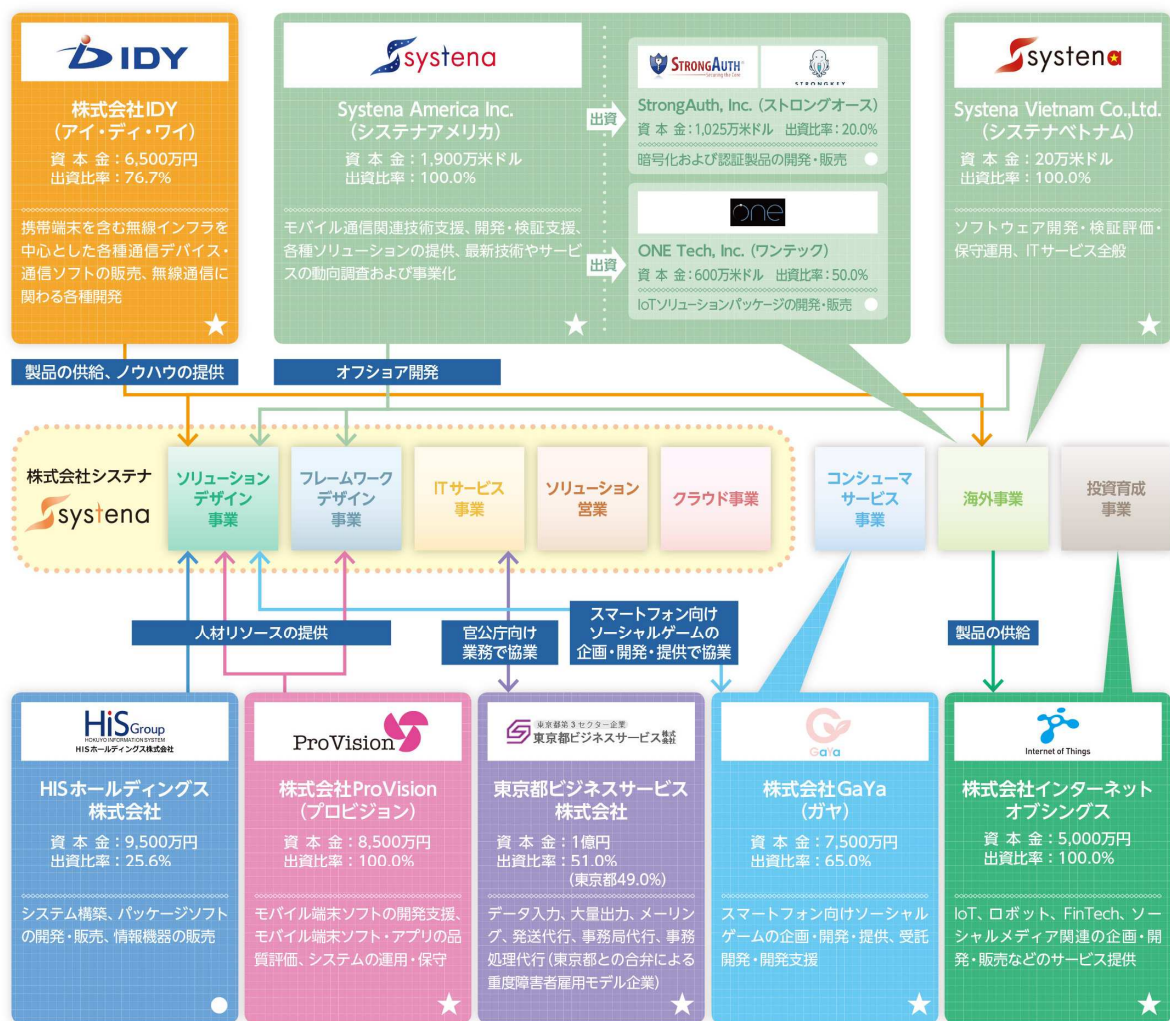 IDY
株式会社IDY
(アイ・ディ・ワイ)
資 本 金：6,500万円
出資比率：76.7%
携帯端末を含む無線インフラを
中心とした各種通信デバイス・
通信ソフトの販売、無線通信に
関わる各種開発
★
systena
Systena America Inc.
(システナアメリカ)
資 本 金：1,900万米ドル
出資比率：100.0%
モバイル通信関連技術支援、開発・検証支援、
各種ソリューションの提供、最新技術やサービ
スの動向調査および事業化
★
出資
STRONGAUTH
Securing the Core
STRONGKEY
StrongAuth, Inc. (ストロングオース)
資 本 金：1,025万米ドル 出資比率：20.0%
暗号化および認証製品の開発・販売 ●
出資
one
ONE Tech, Inc. (ワンテック)
資 本 金：600万米ドル 出資比率：50.0%
IoTソリューションパッケージの開発・販売 ●
systena
Systena Vietnam Co.,Ltd.
(システナベトナム)
資 本 金：20万米ドル
出資比率：100.0%
ソフトウェア開発・検証評価・
保守運用、ITサービス全般
★
製品の供給、ノウハウの提供
オフショア開発
株式会社システナ
systena
ソリューション
デザイン
事業
フレームワーク
デザイン
事業
ITサービス
事業
ソリューション
営業
クラウド事業
コンシューマ
サービス
事業
海外事業
投資育成
事業
人材リソースの提供
官公庁向け
業務で協業
スマートフォン向け
ソーシャルゲームの
企画・開発・提供で協業
製品の供給
HiS Group
HOKUYO INFORMATION SYSTEM
HISホールディングス株式会社
HISホールディングス
株式会社
資 本 金：9,500万円
出資比率：25.6%
システム構築、パッケージソフト
の開発・販売、情報機器の販売
●
ProVision
株式会社ProVision
(プロビジョン)
資 本 金：8,500万円
出資比率：100.0%
モバイル端末ソフトの開発支援、
モバイル端末ソフト・アプリの品
質評価、システムの運用・保守
★
東京都第3セクター企業
東京都ビジネスサービス株式会社
東京都ビジネスサービス
株式会社
資 本 金：1億円
出資比率：51.0%
(東京都49.0%)
データ入力、大量出力、メーリン
グ、発送代行、事務局代行、事務
処理代行(東京都との合弁による
重度障害者雇用モデル企業)
★
GaYa
株式会社GaYa
(ガヤ)
資 本 金：7,500万円
出資比率：65.0%
スマートフォン向けソーシャル
ゲームの企画・開発・提供、受託
開発・開発支援
★
Internet of Things
株式会社インターネット
オブシングス
資 本 金：5,000万円
出資比率：100.0%
IoT、ロボット、FinTech、ソー
シャルメディア関連の企画・開
発・販売などのサービス提供
★